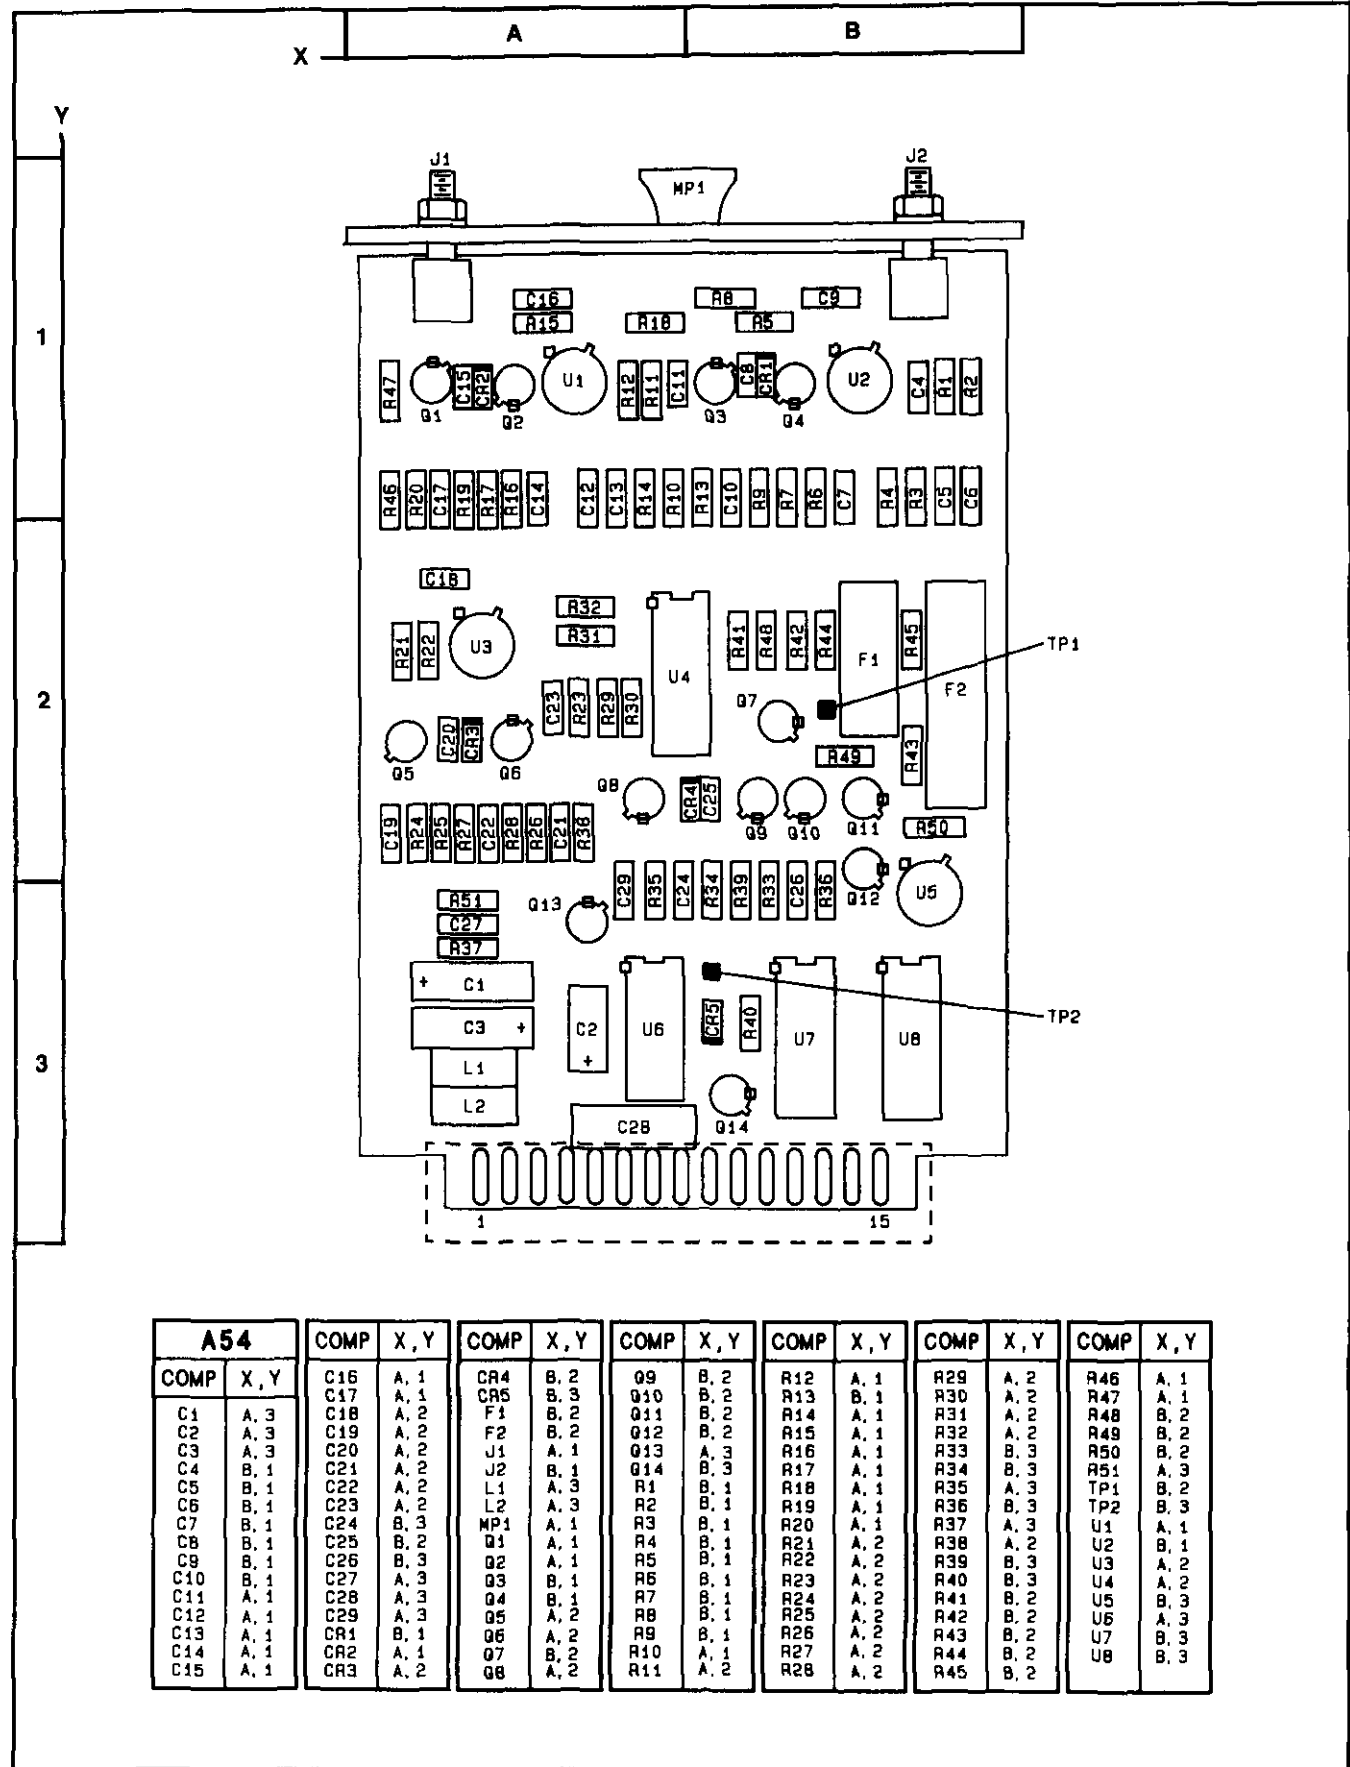 A B
X
Y
J1 MP1 J2
1
C16 R8 C9
R15 R18 R5
R47 Q1 C15 CR2 Q2 U1 R12 R11 C11 Q3 C8 CR1 Q4 U2 C4 R1 R2
R46 R20 C17 R19 R17 R16 C14 C12 C13 R14 R10 R13 C10 R9 R7 R6 C7 R4 R3 C5 C6
C18
R32
R31
R21 R22 U3 U4 R41 R48 R42 R44 F1 R45 F2 TP1
2
C23 R23 R29 R30 Q7
Q5 C20 CR3 Q6 R49 R43
Q8 CR4 C25 Q9 Q10 Q11 R50
C19 R24 R25 R27 C22 R28 R26 C21 R38
Q12 U5
C29 R35 C24 R34 R39 R33 C26 R36
R51 Q13
C27
R37
C1 +
C3 + C2 + U6 CR5 R40 U7 U8 TP2
3
L1
L2
C28 Q14
1 15
A54
COMP X,Y
C1 A,3
C2 A,3
C3 A,3
C4 B,1
C5 B,1
C6 B,1
C7 B,1
C8 B,1
C9 B,1
C10 B,1
C11 A,1
C12 A,1
C13 A,1
C14 A,1
C15 A,1
COMP X,Y
C16 A,1
C17 A,1
C18 A,2
C19 A,2
C20 A,2
C21 A,2
C22 A,2
C23 A,2
C24 B,3
C25 B,2
C26 B,3
C27 A,3
C28 A,3
C29 A,3
CR1 B,1
CR2 A,1
CR3 A,2
COMP X,Y
CR4 B,2
CR5 B,3
F1 B,2
F2 B,2
J1 A,1
J2 B,1
L1 A,3
L2 A,3
MP1 A,1
Q1 A,1
Q2 A,1
Q3 B,1
Q4 B,1
Q5 A,2
Q6 A,2
Q7 B,2
Q8 A,2
COMP X,Y
Q9 B,2
Q10 B,2
Q11 B,2
Q12 B,2
Q13 A,3
Q14 B,3
R1 B,1
R2 B,1
R3 B,1
R4 B,1
R5 B,1
R6 B,1
R7 B,1
R8 B,1
R9 B,1
R10 A,1
R11 A,2
COMP X,Y
R12 A,1
R13 B,1
R14 A,1
R15 A,1
R16 A,1
R17 A,1
R18 A,1
R19 A,1
R20 A,1
R21 A,2
R22 A,2
R23 A,2
R24 A,2
R25 A,2
R26 A,2
R27 A,2
R28 A,2
COMP X,Y
R29 A,2
R30 A,2
R31 A,2
R32 A,2
R33 B,3
R34 B,3
R35 A,3
R36 B,3
R37 A,3
R38 A,2
R39 B,3
R40 B,3
R41 B,2
R42 B,2
R43 B,2
R44 B,2
R45 B,2
COMP X,Y
R46 A,1
R47 A,1
R48 B,2
R49 B,2
R50 B,2
R51 A,3
TP1 B,2
TP2 B,3
U1 A,1
U2 B,1
U3 A,2
U4 A,2
U5 B,3
U6 A,3
U7 B,3
U8 B,3